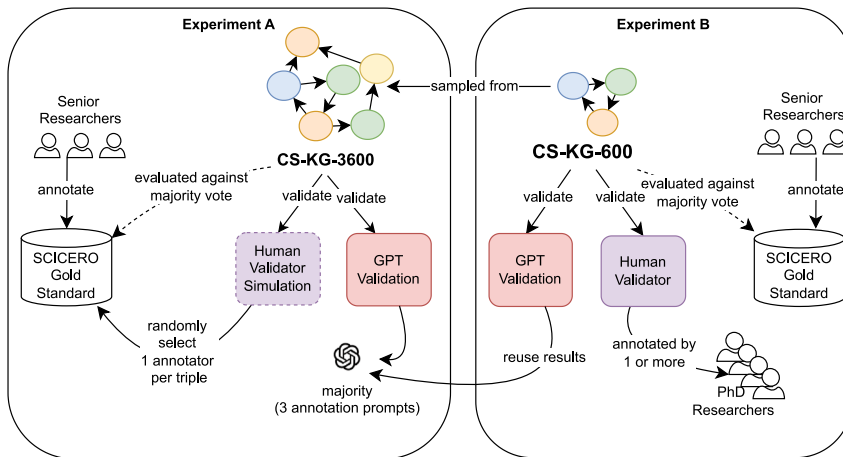 Experiment A
Senior
Researchers
annotate
evaluated against
majority vote
CS-KG-3600
validate
validate
SCICERO
Gold
Standard
Human
Validator
Simulation
GPT
Validation
randomly
select
1 annotator
per triple
majority
(3 annotation prompts)
sampled from
reuse results
Experiment B
CS-KG-600
Senior
Researchers
annotate
evaluated against
majority vote
validate
validate
GPT
Validation
Human
Validator
SCICERO
Gold
Standard
annotated by
1 or more
PhD
Researchers